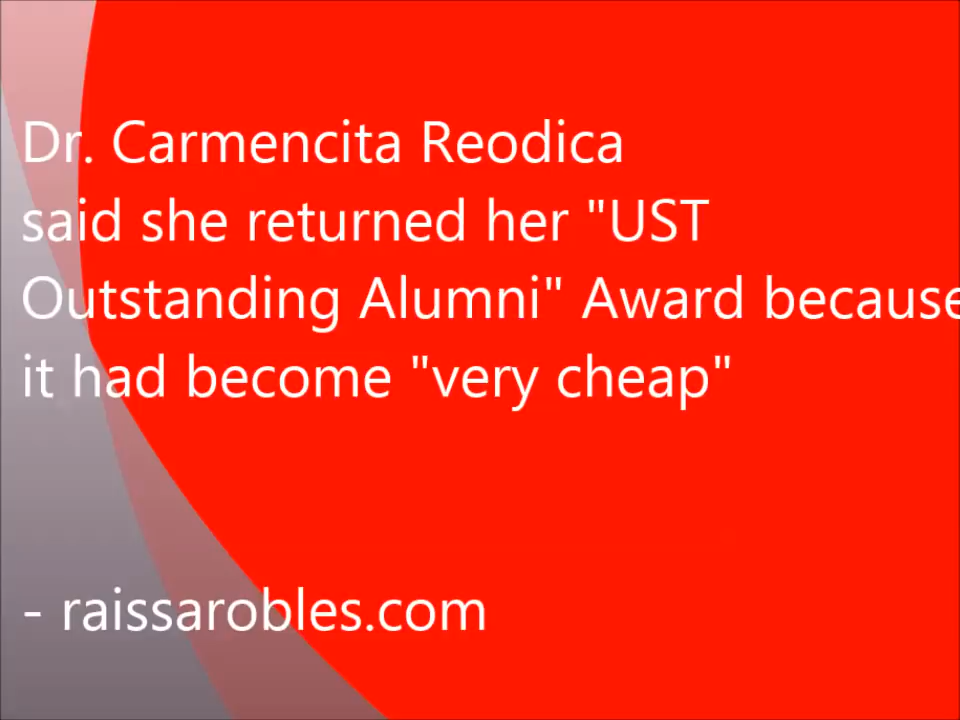 Dr. Carmencita Reodica
said she returned her "UST
Outstanding Alumni" Award because
it had become "very cheap"
- raissarobles.com